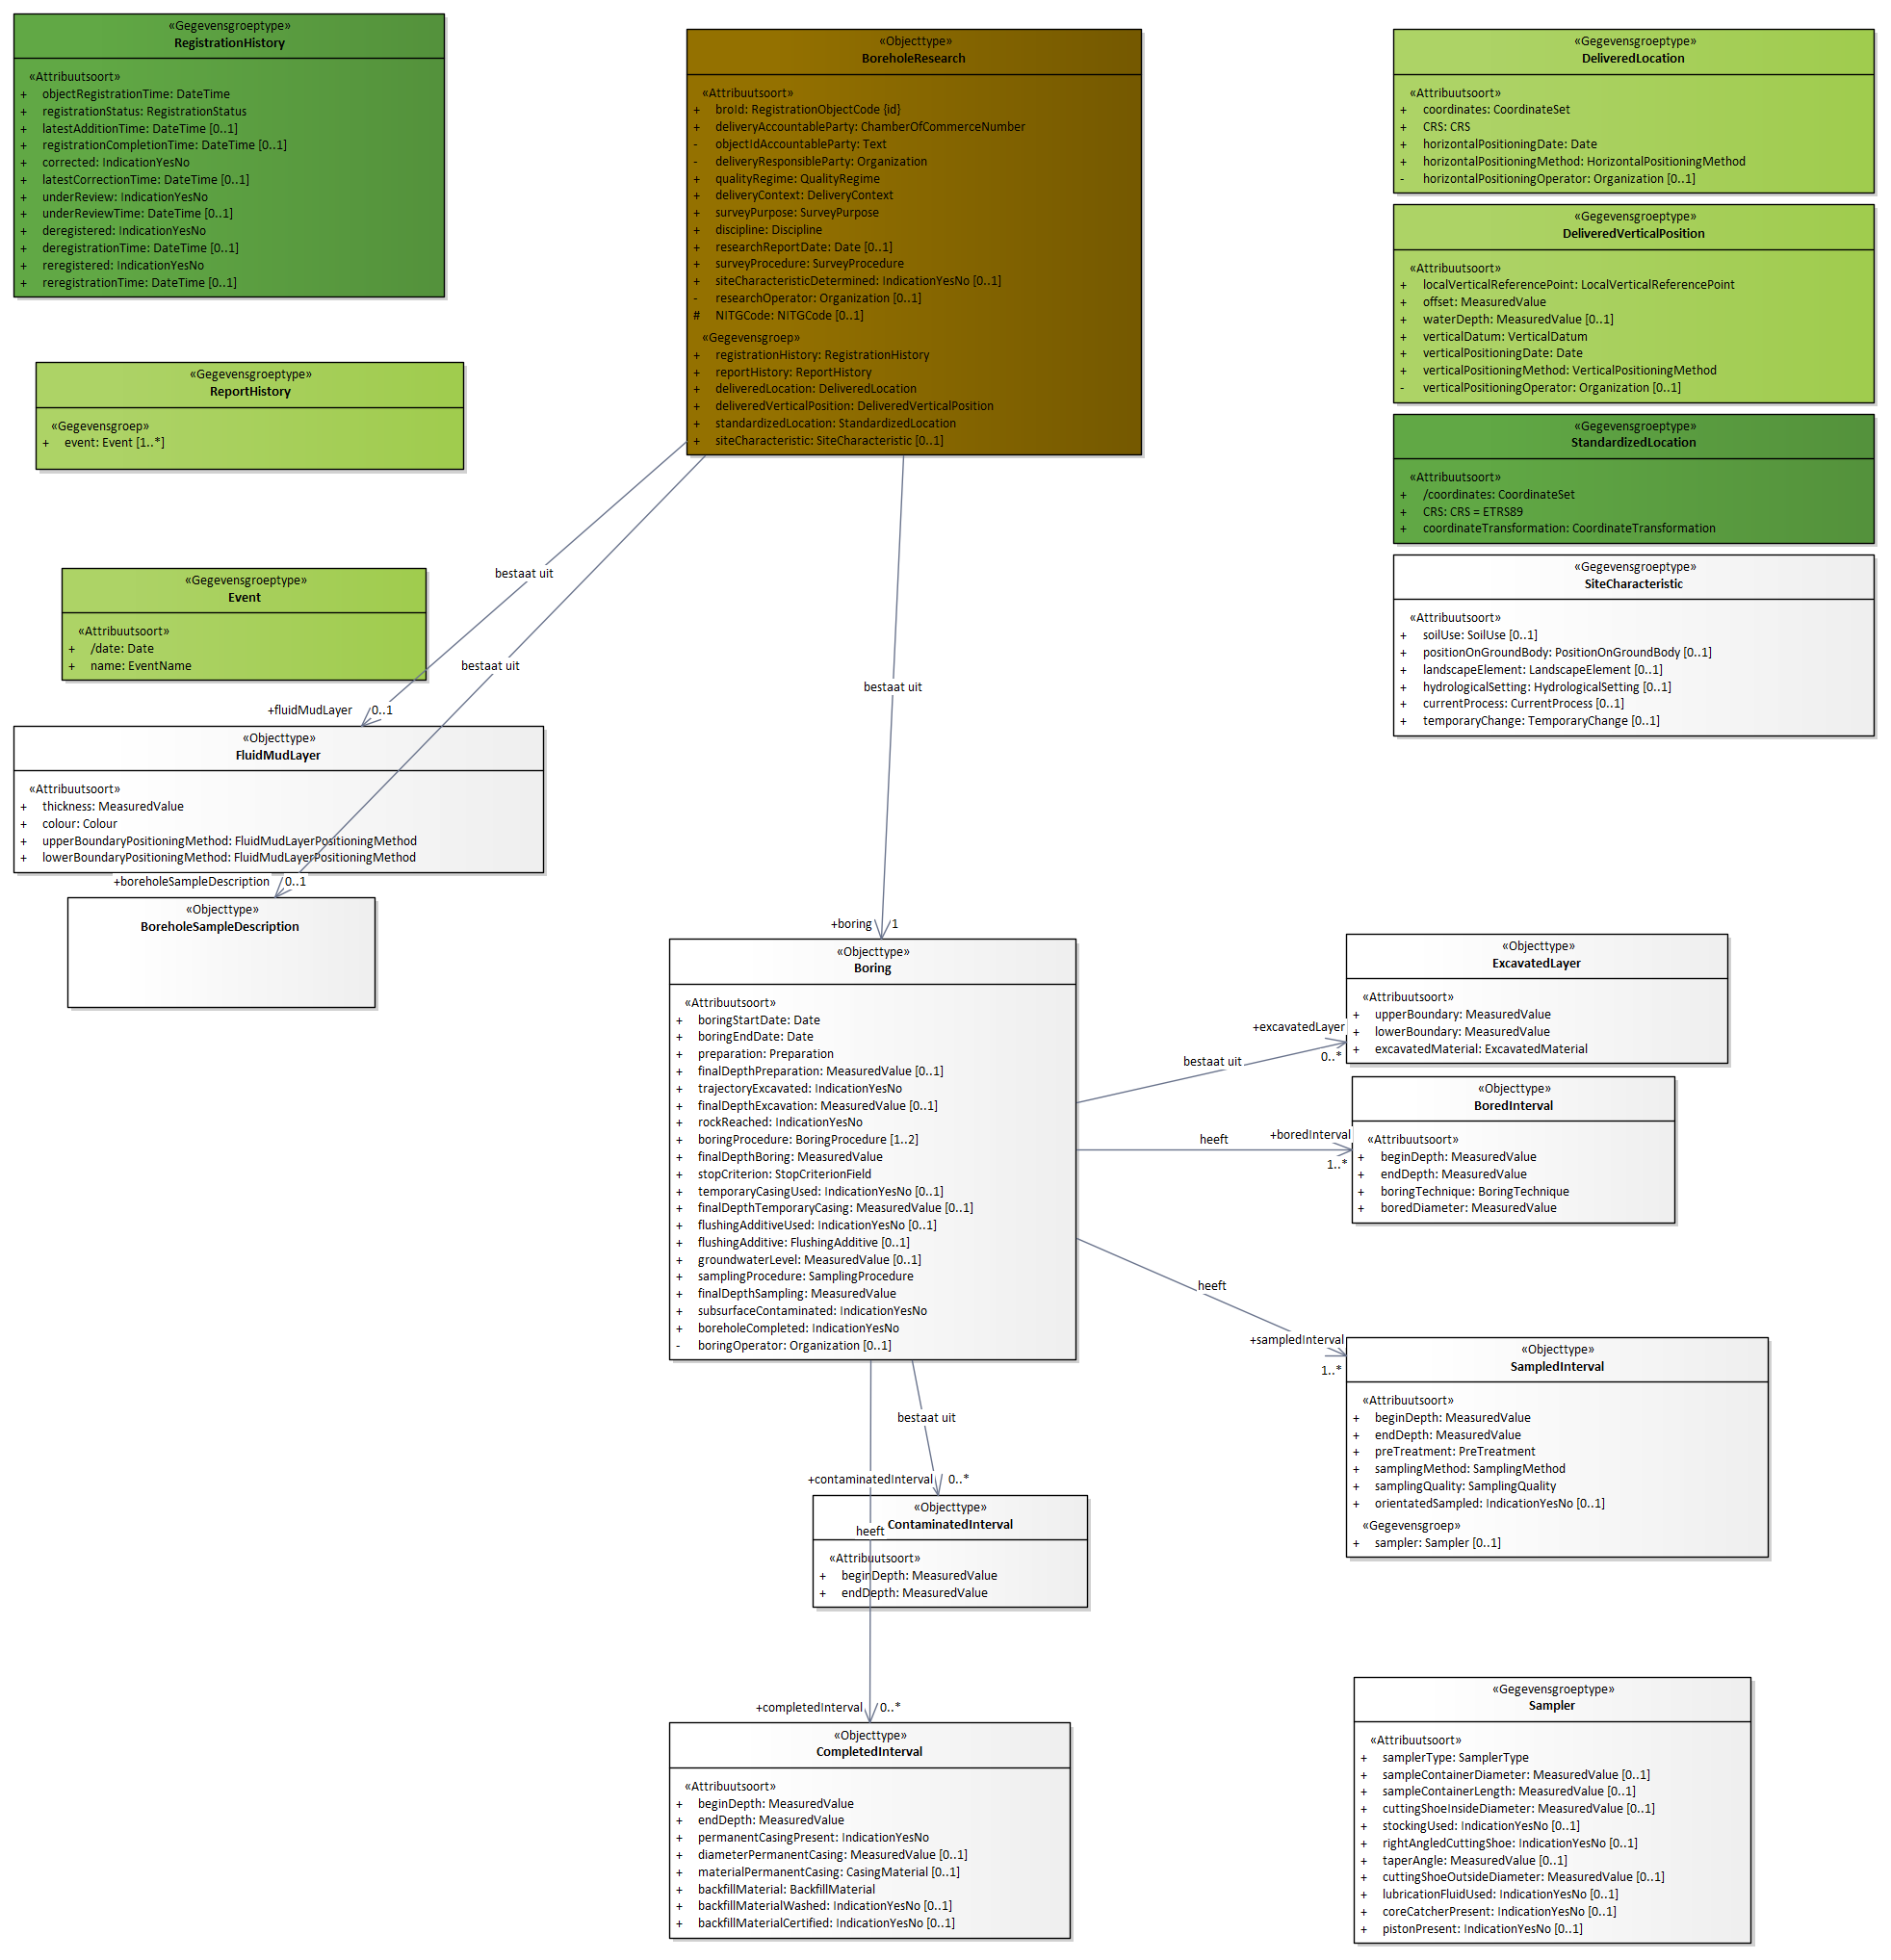 «Gegevensgroeptype»
RegistrationHistory
«Attribuutsoort»
+ objectRegistrationTime: DateTime
+ registrationStatus: RegistrationStatus
+ latestAdditionTime: DateTime [0..1]
+ registrationCompletionTime: DateTime [0..1]
+ corrected: IndicationYesNo
+ latestCorrectionTime: DateTime [0..1]
+ underReview: IndicationYesNo
+ underReviewTime: DateTime [0..1]
+ deregistered: IndicationYesNo
+ deregistrationTime: DateTime [0..1]
+ reregistered: IndicationYesNo
+ reregistrationTime: DateTime [0..1]
«Objecttype»
BoreholeResearch
«Attribuutsoort»
+ broId: RegistrationObjectCode {id}
+ deliveryAccountableParty: ChamberOfCommerceNumber
- objectIdAccountableParty: Text
- deliveryResponsibleParty: Organization
+ qualityRegime: QualityRegime
+ deliveryContext: DeliveryContext
+ surveyPurpose: SurveyPurpose
+ discipline: Discipline
+ researchReportDate: Date [0..1]
+ surveyProcedure: SurveyProcedure
+ siteCharacteristicDetermined: IndicationYesNo [0..1]
- researchOperator: Organization [0..1]
# NITGCode: NITGCode [0..1]
«Gegevensgroep»
+ registrationHistory: RegistrationHistory
+ reportHistory: ReportHistory
+ deliveredLocation: DeliveredLocation
+ deliveredVerticalPosition: DeliveredVerticalPosition
+ standardizedLocation: StandardizedLocation
+ siteCharacteristic: SiteCharacteristic [0..1]
«Gegevensgroeptype»
DeliveredLocation
«Attribuutsoort»
+ coordinates: CoordinateSet
+ CRS: CRS
+ horizontalPositioningDate: Date
+ horizontalPositioningMethod: HorizontalPositioningMethod
- horizontalPositioningOperator: Organization [0..1]
«Gegevensgroeptype»
DeliveredVerticalPosition
«Attribuutsoort»
+ localVerticalReferencePoint: LocalVerticalReferencePoint
+ offset: MeasuredValue
+ waterDepth: MeasuredValue [0..1]
+ verticalDatum: VerticalDatum
+ verticalPositioningDate: Date
+ verticalPositioningMethod: VerticalPositioningMethod
- verticalPositioningOperator: Organization [0..1]
«Gegevensgroeptype»
StandardizedLocation
«Attribuutsoort»
+ /coordinates: CoordinateSet
+ CRS: CRS = ETRS89
+ coordinateTransformation: CoordinateTransformation
«Gegevensgroeptype»
SiteCharacteristic
«Attribuutsoort»
+ soilUse: SoilUse [0..1]
+ positionOnGroundBody: PositionOnGroundBody [0..1]
+ landscapeElement: LandscapeElement [0..1]
+ hydrologicalSetting: HydrologicalSetting [0..1]
+ currentProcess: CurrentProcess [0..1]
+ temporaryChange: TemporaryChange [0..1]
«Gegevensgroeptype»
ReportHistory
«Gegevensgroep»
+ event: Event [1..*]
«Gegevensgroeptype»
Event
«Attribuutsoort»
+ /date: Date
+ name: EventName
bestaat uit
bestaat uit
bestaat uit
+fluidMudLayer 0..1
«Objecttype»
FluidMudLayer
«Attribuutsoort»
+ thickness: MeasuredValue
+ colour: Colour
+ upperBoundaryPositioningMethod: FluidMudLayerPositioningMethod
+ lowerBoundaryPositioningMethod: FluidMudLayerPositioningMethod
+boreholeSampleDescription 0..1
«Objecttype»
BoreholeSampleDescription
+boring 1
«Objecttype»
Boring
«Attribuutsoort»
+ boringStartDate: Date
+ boringEndDate: Date
+ preparation: Preparation
+ finalDepthPreparation: MeasuredValue [0..1]
+ trajectoryExcavated: IndicationYesNo
+ finalDepthExcavation: MeasuredValue [0..1]
+ rockReached: IndicationYesNo
+ boringProcedure: BoringProcedure [1..2]
+ finalDepthBoring: MeasuredValue
+ stopCriterion: StopCriterionField
+ temporaryCasingUsed: IndicationYesNo [0..1]
+ finalDepthTemporaryCasing: MeasuredValue [0..1]
+ flushingAdditiveUsed: IndicationYesNo [0..1]
+ flushingAdditive: FlushingAdditive [0..1]
+ groundwaterLevel: MeasuredValue [0..1]
+ samplingProcedure: SamplingProcedure
+ finalDepthSampling: MeasuredValue
+ subsurfaceContaminated: IndicationYesNo
+ boreholeCompleted: IndicationYesNo
- boringOperator: Organization [0..1]
bestaat uit
+excavatedLayer
0..*
«Objecttype»
ExcavatedLayer
«Attribuutsoort»
+ upperBoundary: MeasuredValue
+ lowerBoundary: MeasuredValue
+ excavatedMaterial: ExcavatedMaterial
heeft
+boredInterval
1..*
«Objecttype»
BoredInterval
«Attribuutsoort»
+ beginDepth: MeasuredValue
+ endDepth: MeasuredValue
+ boringTechnique: BoringTechnique
+ boredDiameter: MeasuredValue
heeft
+sampledInterval
1..*
«Objecttype»
SampledInterval
«Attribuutsoort»
+ beginDepth: MeasuredValue
+ endDepth: MeasuredValue
+ preTreatment: PreTreatment
+ samplingMethod: SamplingMethod
+ samplingQuality: SamplingQuality
+ orientatedSampled: IndicationYesNo [0..1]
«Gegevensgroep»
+ sampler: Sampler [0..1]
bestaat uit
+contaminatedInterval 0..*
«Objecttype»
ContaminatedInterval
«Attribuutsoort»
+ beginDepth: MeasuredValue
+ endDepth: MeasuredValue
heeft
+completedInterval 0..*
«Objecttype»
CompletedInterval
«Attribuutsoort»
+ beginDepth: MeasuredValue
+ endDepth: MeasuredValue
+ permanentCasingPresent: IndicationYesNo
+ diameterPermanentCasing: MeasuredValue [0..1]
+ materialPermanentCasing: CasingMaterial [0..1]
+ backfillMaterial: BackfillMaterial
+ backfillMaterialWashed: IndicationYesNo [0..1]
+ backfillMaterialCertified: IndicationYesNo [0..1]
«Gegevensgroeptype»
Sampler
«Attribuutsoort»
+ samplerType: SamplerType
+ sampleContainerDiameter: MeasuredValue [0..1]
+ sampleContainerLength: MeasuredValue [0..1]
+ cuttingShoeInsideDiameter: MeasuredValue [0..1]
+ stockingUsed: IndicationYesNo [0..1]
+ rightAngledCuttingShoe: IndicationYesNo [0..1]
+ taperAngle: MeasuredValue [0..1]
+ cuttingShoeOutsideDiameter: MeasuredValue [0..1]
+ lubricationFluidUsed: IndicationYesNo [0..1]
+ coreCatcherPresent: IndicationYesNo [0..1]
+ pistonPresent: IndicationYesNo [0..1]